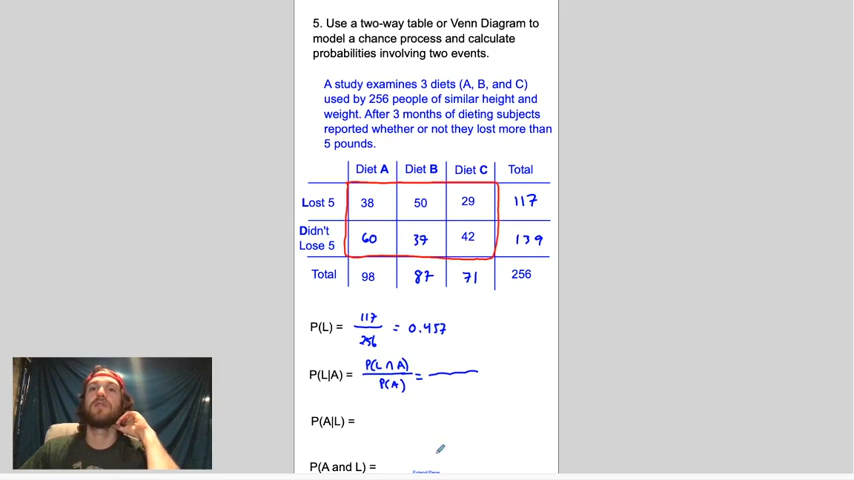 5. Use a two-way table or Venn Diagram to
model a chance process and calculate
probabilities involving two events.
A study examines 3 diets (A, B, and C)
used by 256 people of similar height and
weight. After 3 months of dieting subjects
reported whether or not they lost more than
5 pounds.
Diet A Diet B Diet C Total
Lost 5 38 50 29 117
Didn't
Lose 5 60 37 42 139
Total 98 87 71 256
P(L) = 117/256 = 0.457
P(L|A) = P(L ∩ A)/P(A) =
P(A|L) =
P(A and L) =
Extend Page